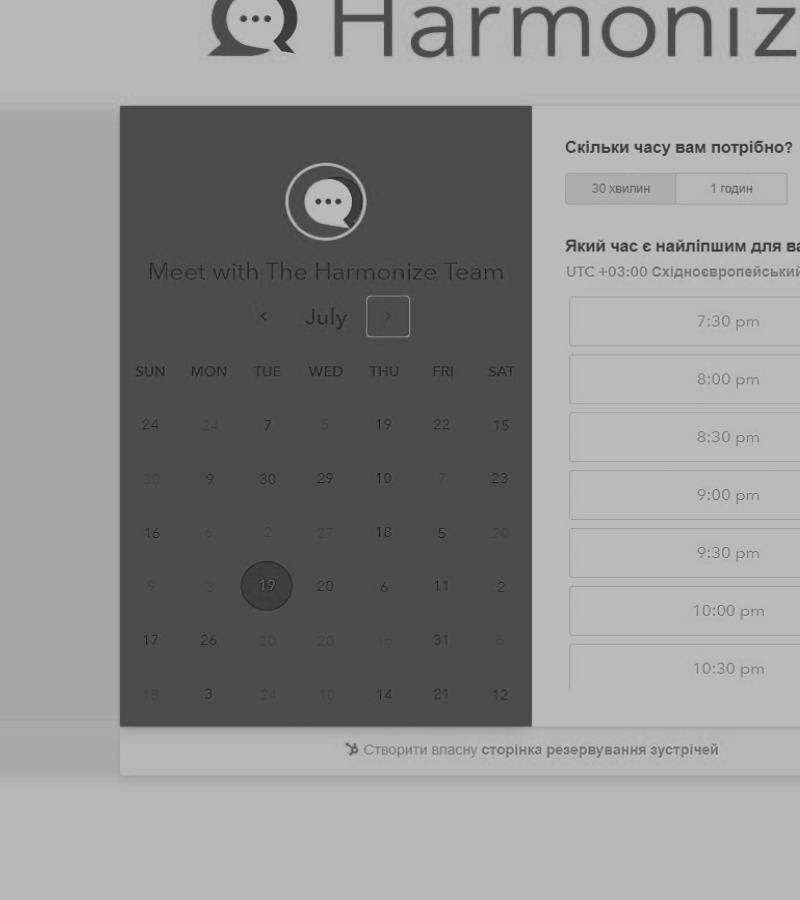 Harmoniz
Meet with The Harmonize Team
July
SUN MON TUE WED THU FRI SAT
24 24 7 5 19 22 15
30 9 30 29 10 7 23
16 6 2 27 18 5 20
9 3 19 20 6 11 2
17 26 20 20 16 31 6
13 3 24 10 14 21 12
Скільки часу вам потрібно?
30 хвилин 1 годин
Який час є найліпшим для ва
UTC +03:00 Східноєвропейський
7:30 pm
8:00 pm
8:30 pm
9:00 pm
9:30 pm
10:00 pm
10:30 pm
Створити власну сторінка резервування зустрічей